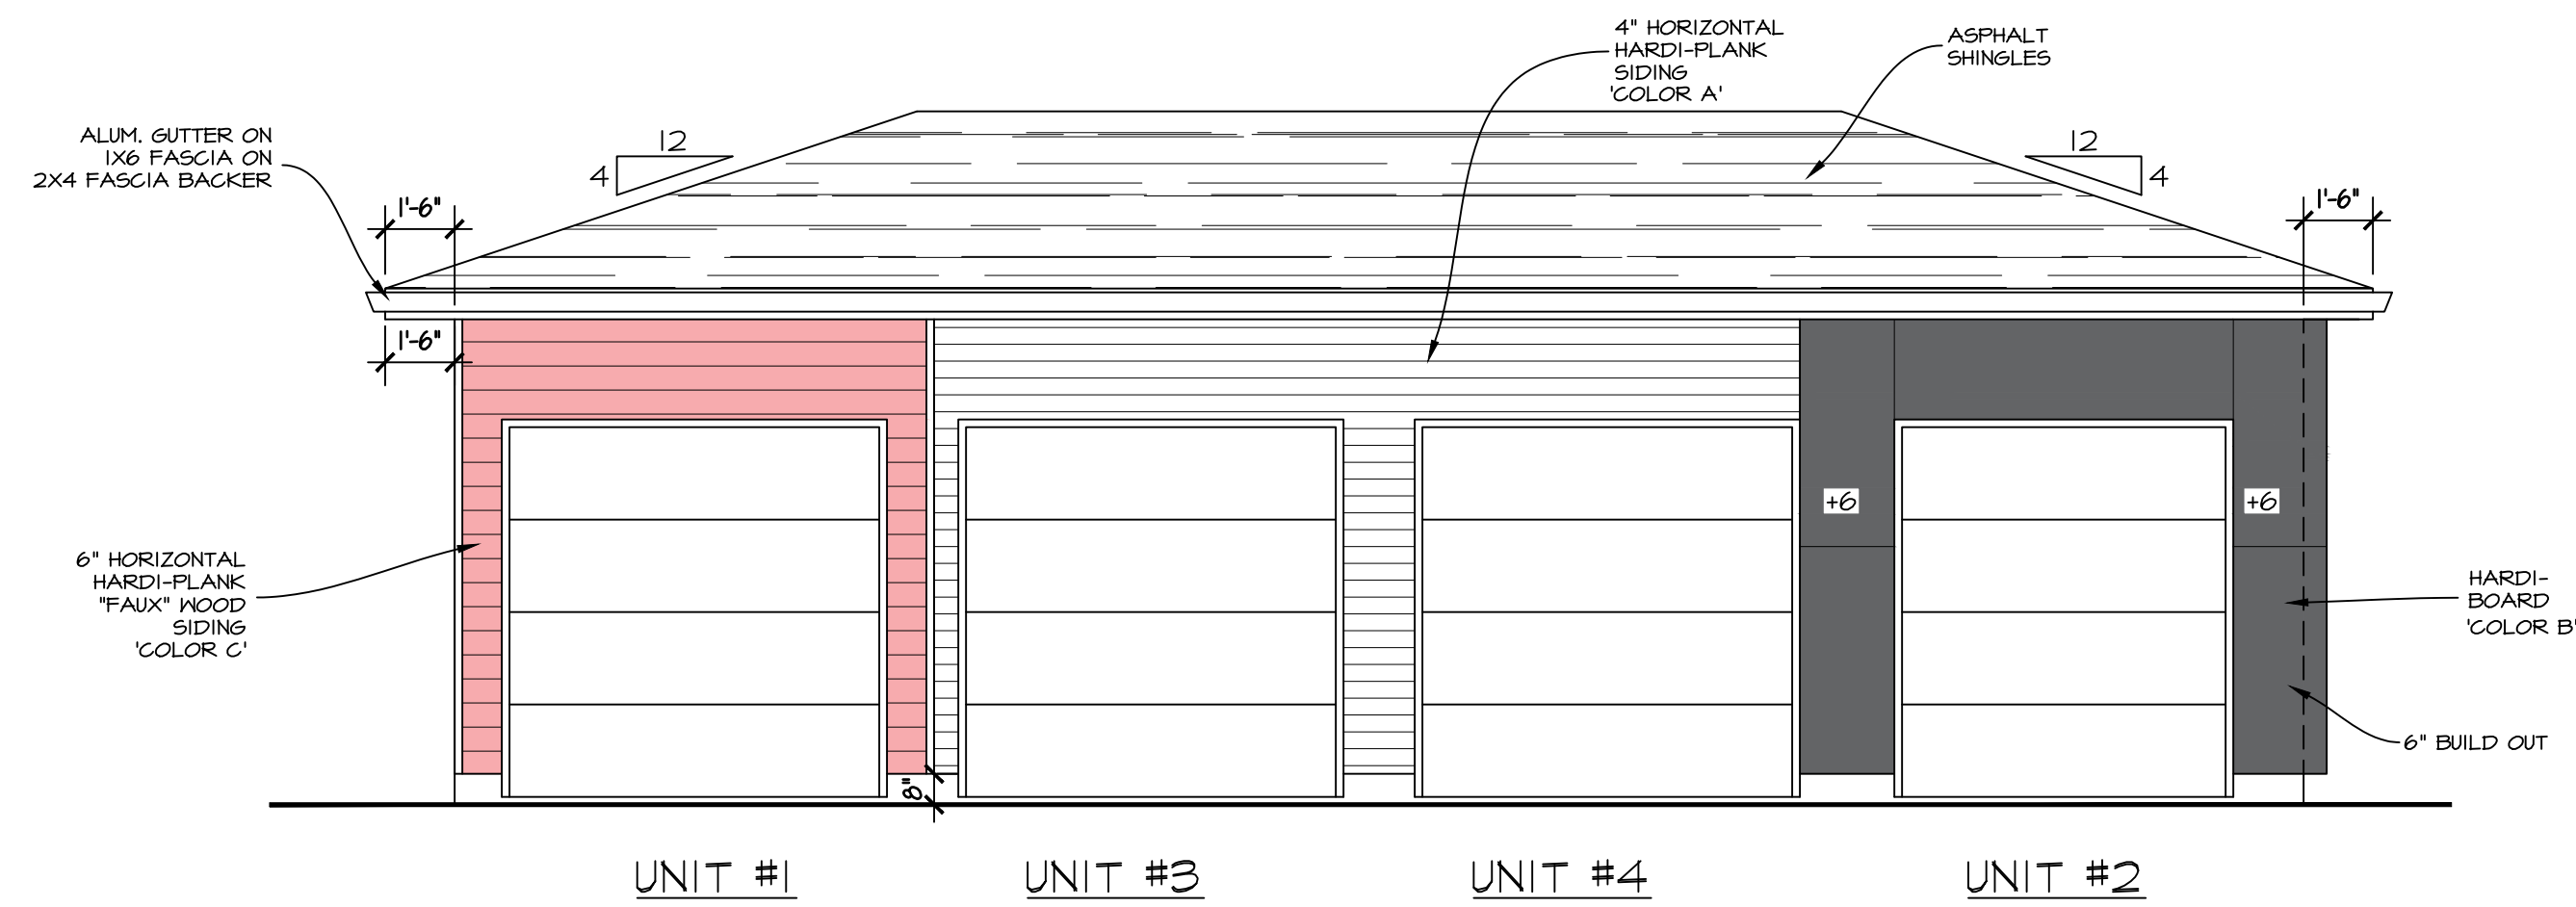 4" HORIZONTAL
HARDI-PLANK
SIDING
'COLOR A'
ASPHALT
SHINGLES
ALUM. GUTTER ON
1X6 FASCIA ON
2X4 FASCIA BACKER
12
4
12
4
1'-6"
1'-6"
1'-6"
+6
+6
6" HORIZONTAL
HARDI-PLANK
"FAUX" WOOD
SIDING
'COLOR C'
HARDI-
BOARD
'COLOR B'
6" BUILD OUT
8"
UNIT #1
UNIT #3
UNIT #4
UNIT #2